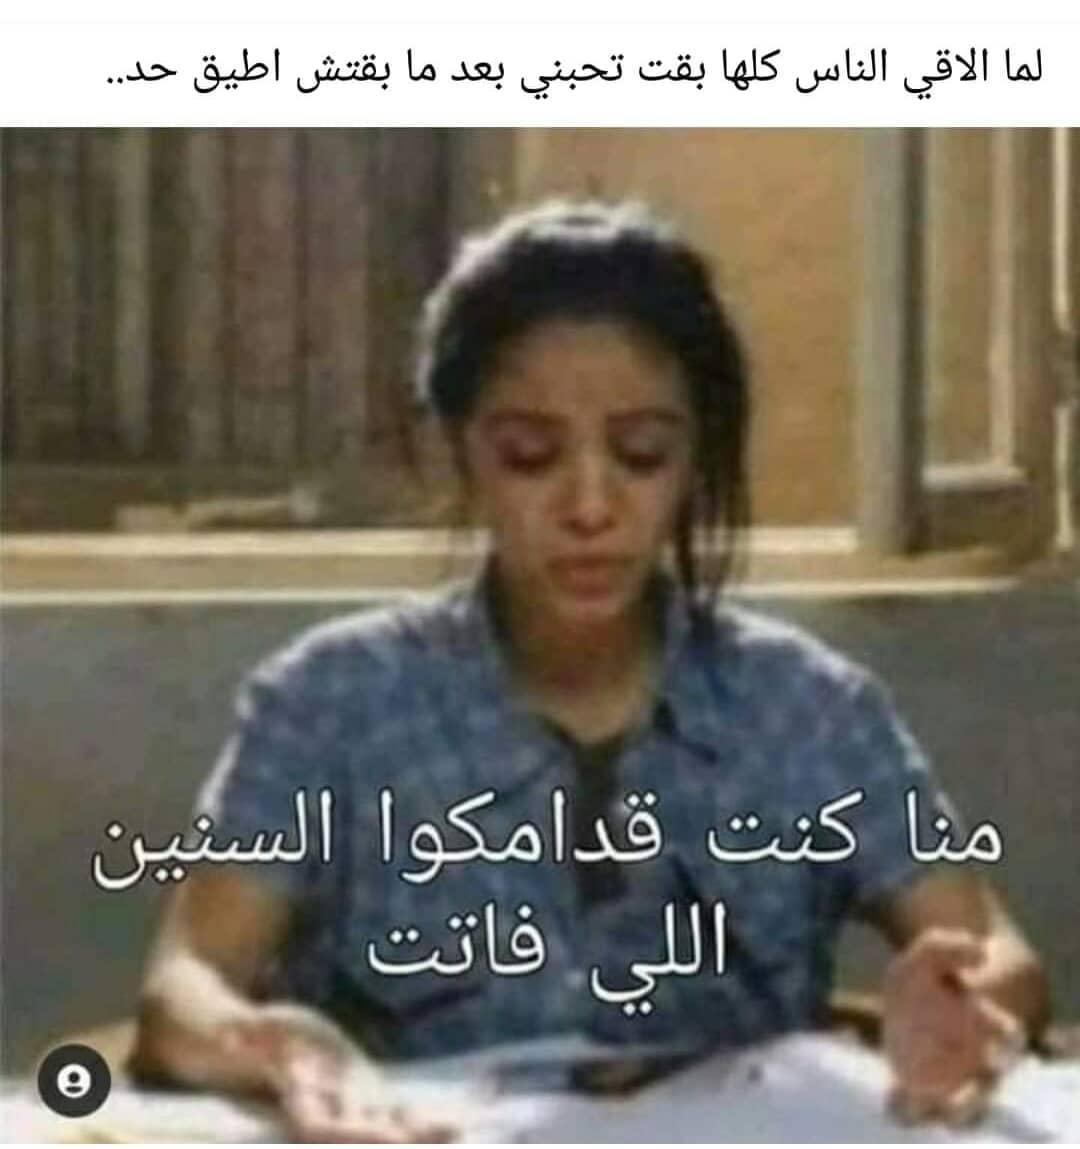 لما الاقي الناس كلها بقت تحبني بعد ما بقتش اطيق حد..
منا كنت قدامكوا السنين
اللي فاتت